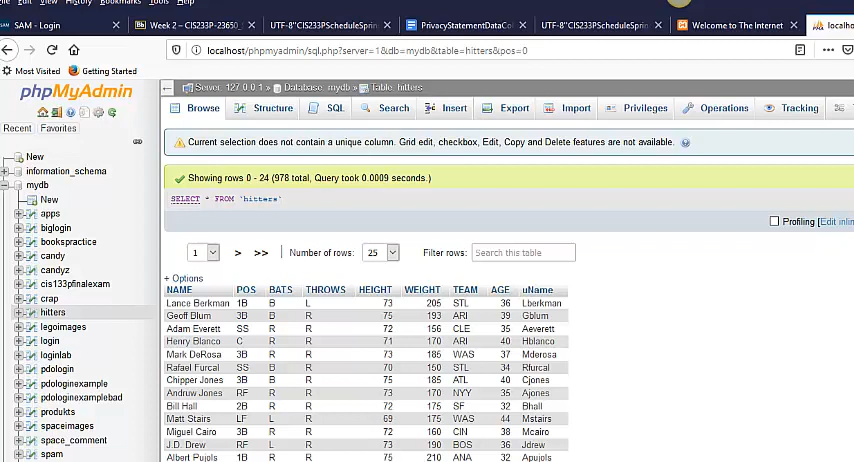 File Edit View History Bookmarks Tools Help
SAM - Login
Week 2 – CIS233P-23650_
UTF-8''CIS233PScheduleSprin
PrivacyStatementDataCol
UTF-8''CIS233PScheduleSprin
Welcome to The Internet
localhos
localhost/phpmyadmin/sql.php?server=1&db=mydb&table=hitters&pos=0
Most Visited Getting Started
phpMyAdmin
Recent Favorites
New
information_schema
mydb
New
apps
biglogin
bookspractice
candy
candyz
cis133pfinalexam
crap
hitters
legoimages
login
loginlab
pdologin
pdologinexample
pdologinexamplebad
produkts
spaceimages
space_comment
spam
Server: 127.0.0.1 » Database: mydb » Table: hitters
Browse Structure SQL Search Insert Export Import Privileges Operations Tracking
Current selection does not contain a unique column. Grid edit, checkbox, Edit, Copy and Delete features are not available.
Showing rows 0 - 24 (978 total, Query took 0.0009 seconds.)
SELECT * FROM `hitters`
Profiling [Edit inlin
1 > >> | Number of rows: 25 Filter rows: Search this table
+ Options
NAME POS BATS THROWS HEIGHT WEIGHT TEAM AGE uName
Lance Berkman 1B B L 73 205 STL 36 Lberkman
Geoff Blum 3B B R 75 193 ARI 39 Gblum
Adam Everett SS R R 72 156 CLE 35 Aeverett
Henry Blanco C R R 71 170 ARI 40 Hblanco
Mark DeRosa 3B R R 73 185 WAS 37 Mderosa
Rafael Furcal SS B R 70 150 STL 34 Rfurcal
Chipper Jones 3B B R 75 185 ATL 40 Cjones
Andruw Jones RF R R 73 170 NYY 35 Ajones
Bill Hall 2B R R 72 175 SF 32 Bhall
Matt Stairs LF L R 69 175 WAS 44 Mstairs
Miguel Cairo 3B R R 72 160 CIN 38 Mcairo
J.D. Drew RF L R 73 190 BOS 36 Jdrew
Albert Pujols 1B R R 75 210 ANA 32 Apujols